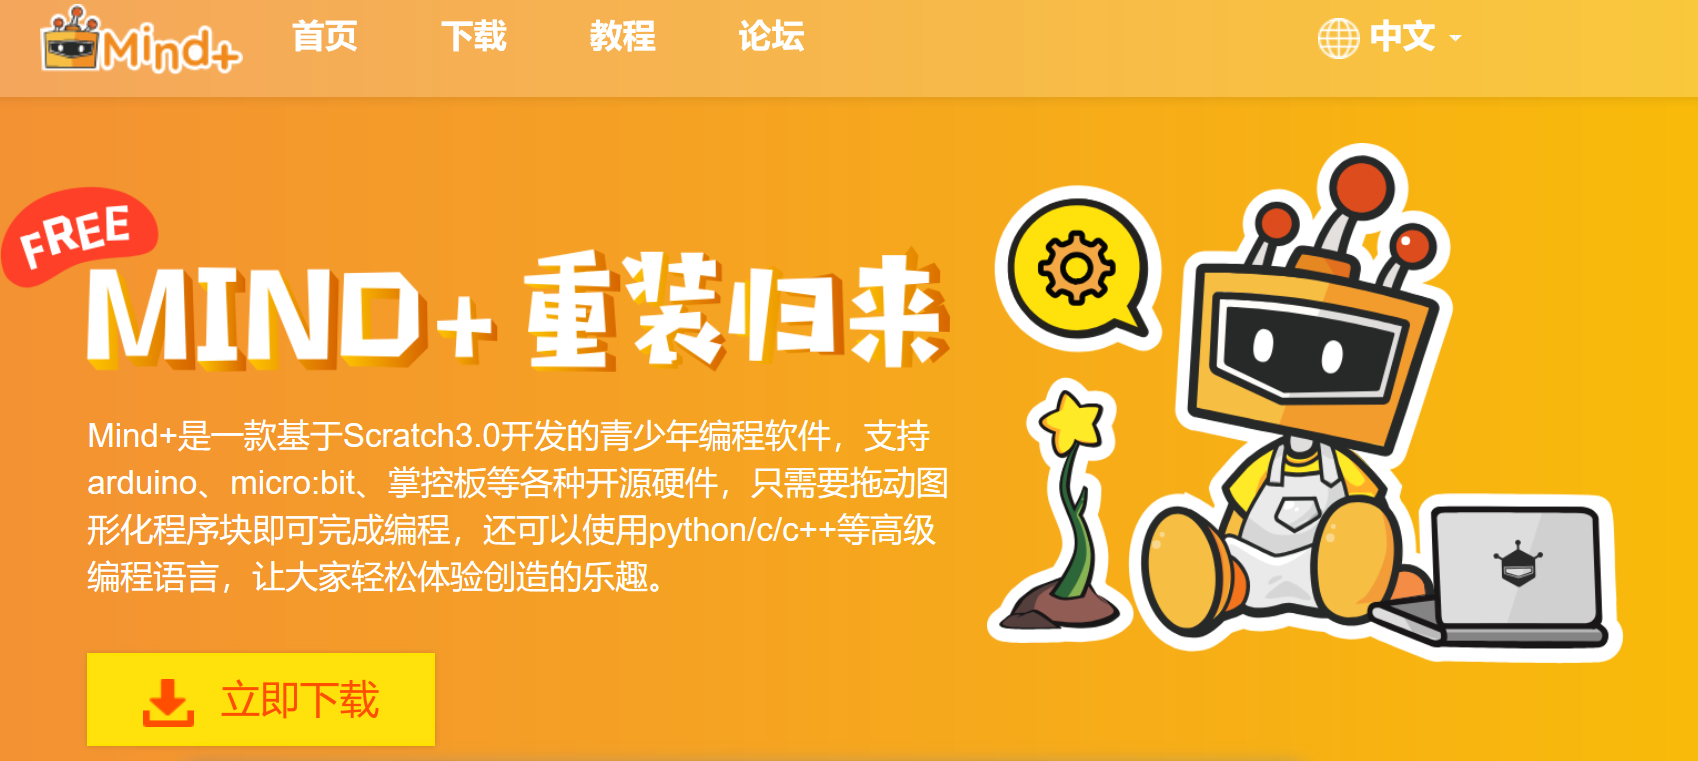 Mind+
首页
下载
教程
论坛
中文
FREE
MIND+ 重装归来
Mind+是一款基于Scratch3.0开发的青少年编程软件，支持
arduino、micro:bit、掌控板等各种开源硬件，只需要拖动图
形化程序块即可完成编程，还可以使用python/c/c++等高级
编程语言，让大家轻松体验创造的乐趣。
立即下载